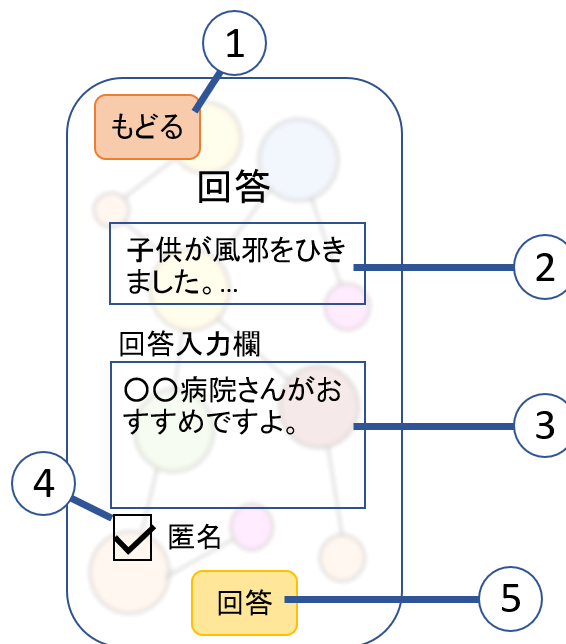 1
もどる
回答
子供が風邪をひき
ました。...
2
回答入力欄
〇〇病院さんがお
すすめですよ。
3
4
匿名
回答
5